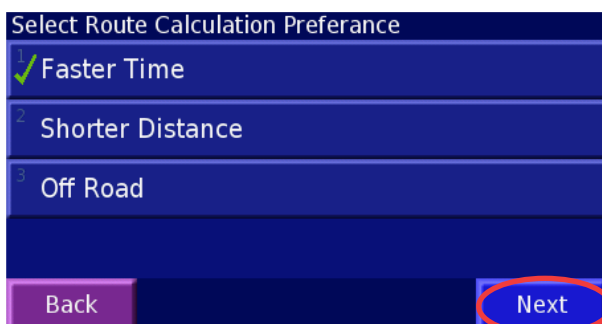 Select Route Calculation Preferance
1 Faster Time
2 Shorter Distance
3 Off Road
Back Next